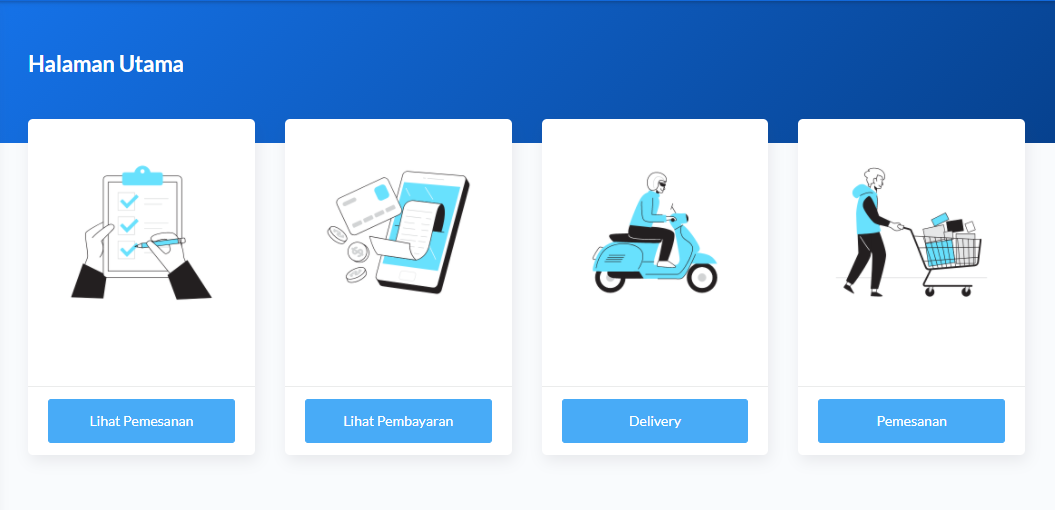 Halaman Utama
Lihat Pemesanan
Lihat Pembayaran
Delivery
Pemesanan